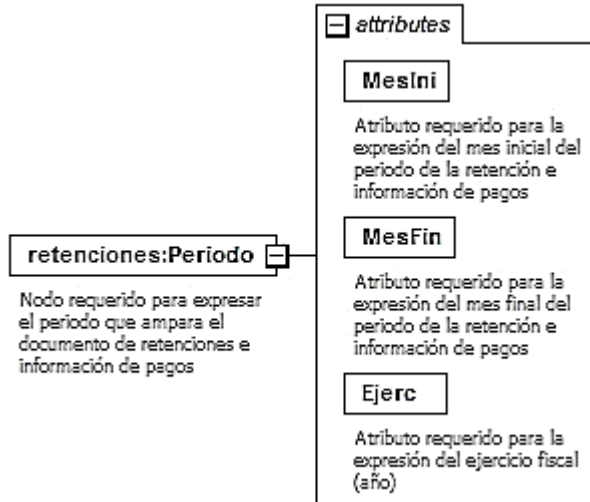 attributes
MesIni
Atributo requerido para la
expresión del mes inicial del
periodo de la retención e
información de pagos
retenciones:Periodo
Nodo requerido para expresar
el periodo que ampara el
documento de retenciones e
información de pagos
MesFin
Atributo requerido para la
expresión del mes final del
periodo de la retención e
información de pagos
Ejerc
Atributo requerido para la
expresión del ejercicio fiscal
(año)